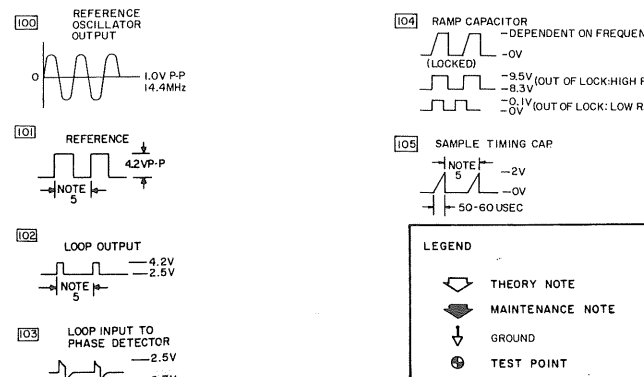 100 REFERENCE
OSCILLATOR
OUTPUT
0
1.0V P-P
14.4MHz
101 REFERENCE
4.2VP-P
NOTE
5
102 LOOP OUTPUT
4.2V
2.5V
NOTE
5
103 LOOP INPUT TO
PHASE DETECTOR
2.5V
104 RAMP CAPACITOR
DEPENDENT ON
0V
(LOCKED)
9.5V (OUT OF LOCK: HIGH
8.3V
0.1V (OUT OF LOCK: LOW
0V
105 SAMPLE TIMING CAP.
NOTE
5
2V
0V
50-60 USEC
LEGEND
THEORY NOTE
MAINTENANCE NOTE
GROUND
TEST POINT